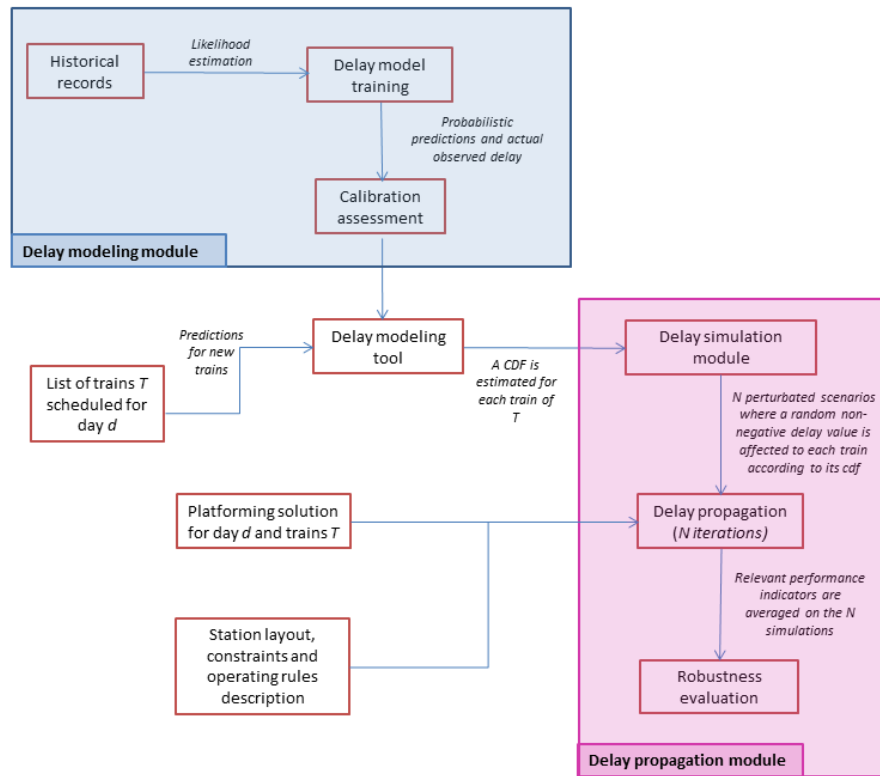 Historical
records
Likelihood
estimation
Delay model
training
Probabilistic
predictions and actual
observed delay
Calibration
assessment
Delay modeling module
Predictions
for new
trains
Delay modeling
tool
List of trains T
scheduled for
day d
A CDF is
estimated for
each train of
T
Delay simulation
module
N perturbated scenarios
where a random non-
negative delay value is
affected to each train
according to its cdf
Platforming solution
for day d and trains T
Delay propagation
(N iterations)
Relevant performance
indicators are
averaged on the N
simulations
Station layout,
constraints and
operating rules
description
Robustness
evaluation
Delay propagation module